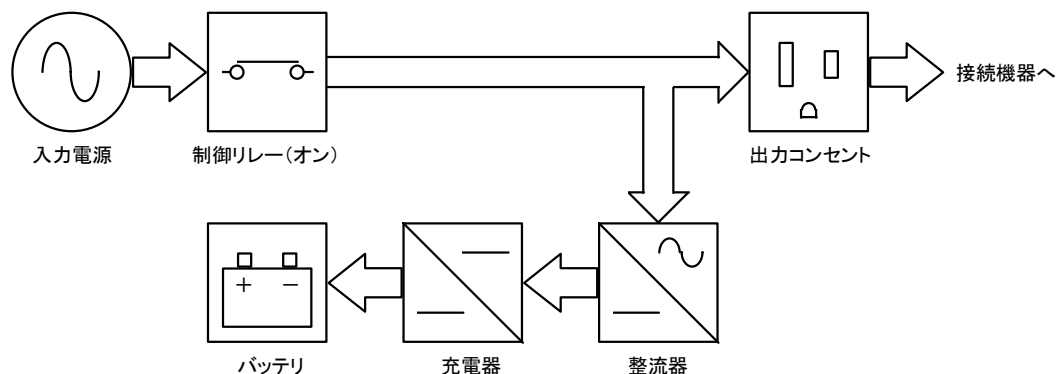 入力電源
制御リレー(オン)
出力コンセント
接続機器へ
+ −
バッテリ
充電器
整流器